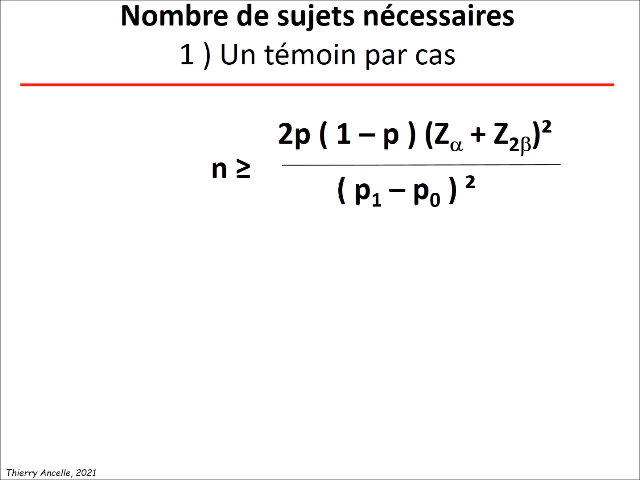 Nombre de sujets nécessaires
1 ) Un témoin par cas
2p ( 1 – p ) (Zα + Z2β)²
n ≥
( p1 – p0 ) ²
Thierry Ancelle, 2021